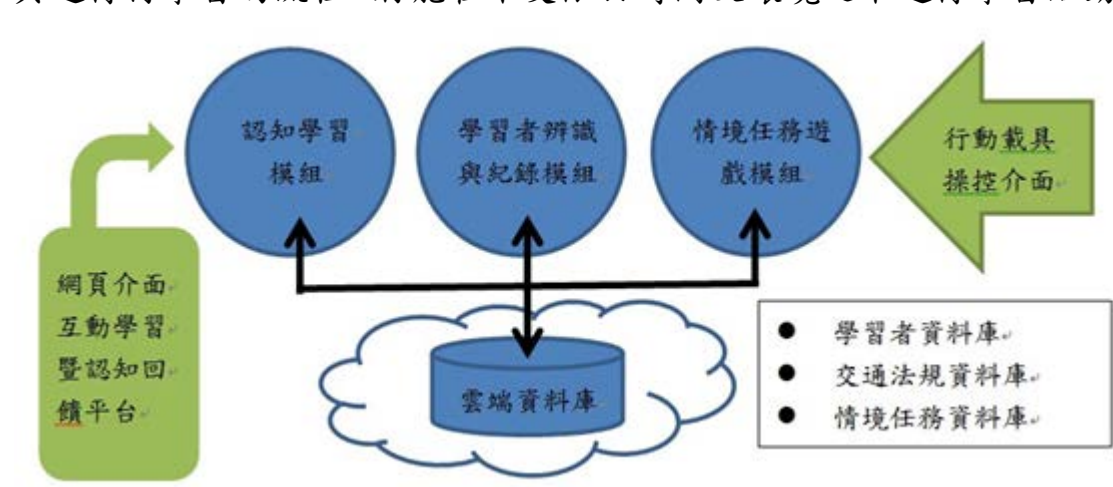 認知學習
模組
學習者辨識
與紀錄模組
情境任務遊
戲模組
行動載具
操控介面
網頁介面
互動學習
暨認知回
饋平台
雲端資料庫
● 學習者資料庫
● 交通法規資料庫
● 情境任務資料庫